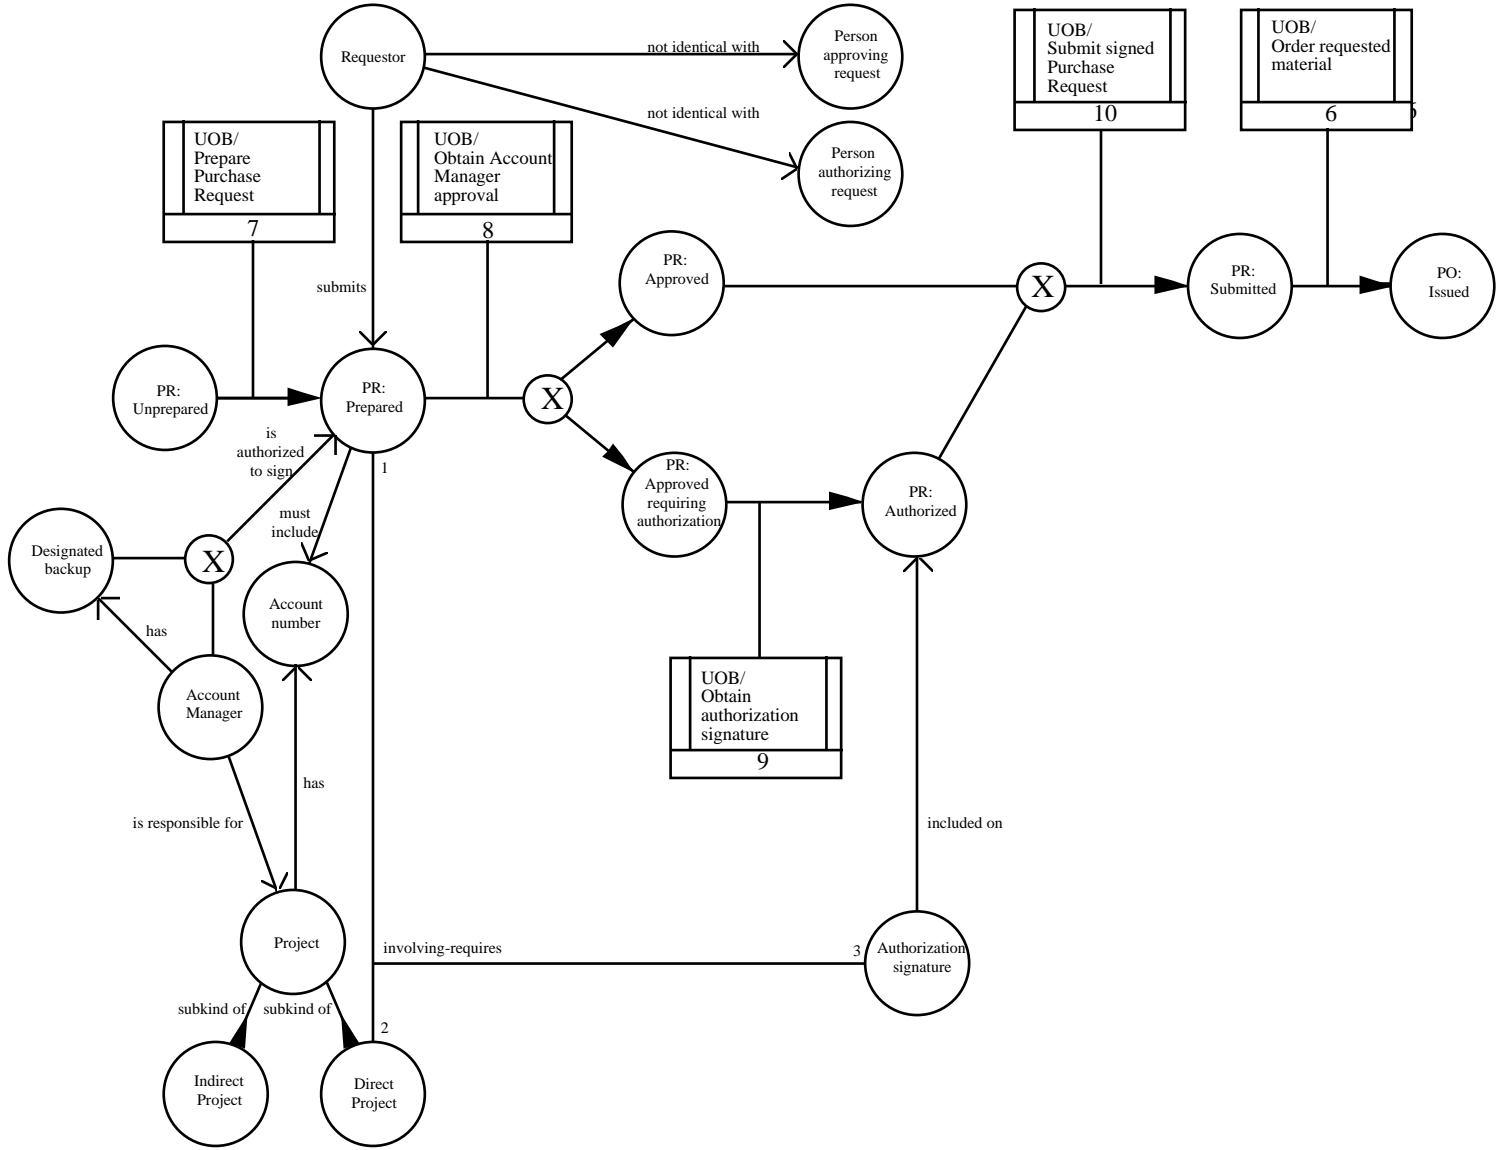 Requestor
not identical with
Person
approving
request
not identical with
Person
authorizing
request
UOB/
Submit signed
Purchase
Request
10
UOB/
Order requested
material
6
UOB/
Prepare
Purchase
Request
7
UOB/
Obtain Account
Manager
approval
8
submits
PR:
Approved
X
PR:
Submitted
PO:
Issued
PR:
Unprepared
PR:
Prepared
X
is
authorized
to sign
1
PR:
Approved
requiring
authorization
PR:
Authorized
must
include
Designated
backup
X
Account
number
has
Account
Manager
UOB/
Obtain
authorization
signature
9
has
is responsible for
included on
Project
involving-requires
3
Authorization
signature
subkind of
subkind of
2
Indirect
Project
Direct
Project